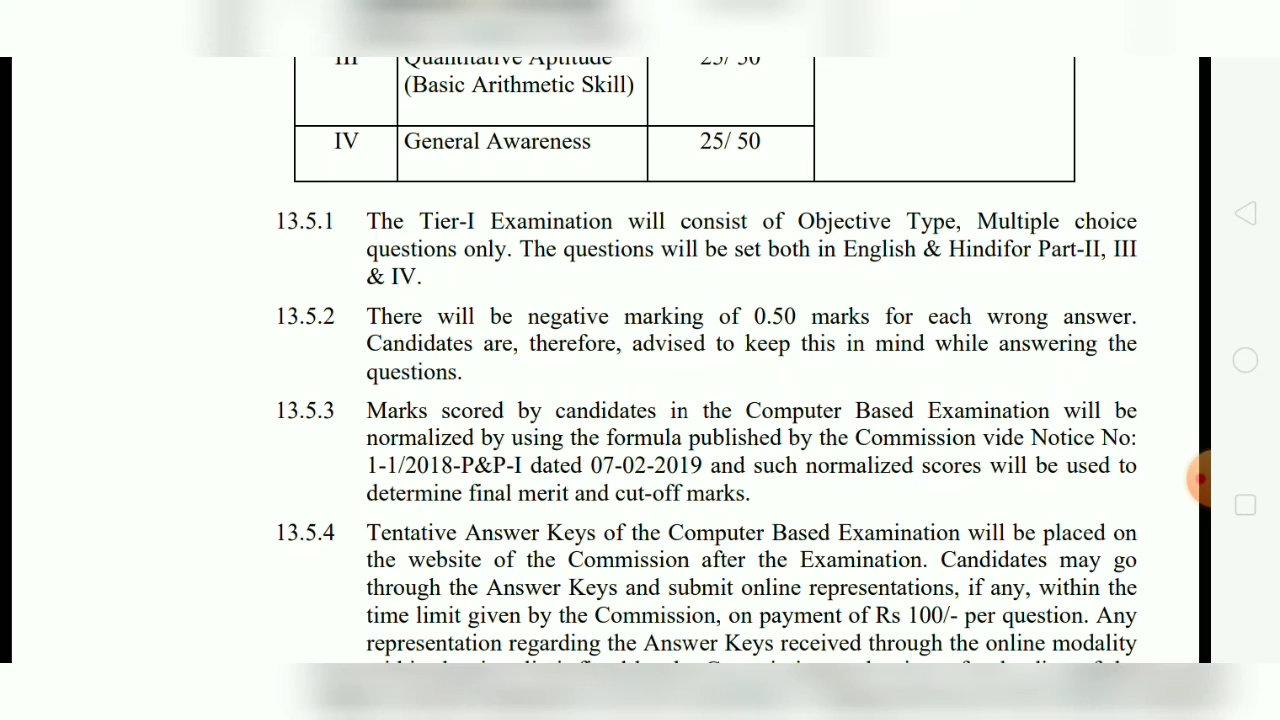 III Quantitative Aptitude 25/ 50
(Basic Arithmetic Skill)
IV General Awareness 25/ 50
13.5.1 The Tier-I Examination will consist of Objective Type, Multiple choice
questions only. The questions will be set both in English & Hindifor Part-II, III
& IV.
13.5.2 There will be negative marking of 0.50 marks for each wrong answer.
Candidates are, therefore, advised to keep this in mind while answering the
questions.
13.5.3 Marks scored by candidates in the Computer Based Examination will be
normalized by using the formula published by the Commission vide Notice No:
1-1/2018-P&P-I dated 07-02-2019 and such normalized scores will be used to
determine final merit and cut-off marks.
13.5.4 Tentative Answer Keys of the Computer Based Examination will be placed on
the website of the Commission after the Examination. Candidates may go
through the Answer Keys and submit online representations, if any, within the
time limit given by the Commission, on payment of Rs 100/- per question. Any
representation regarding the Answer Keys received through the online modality